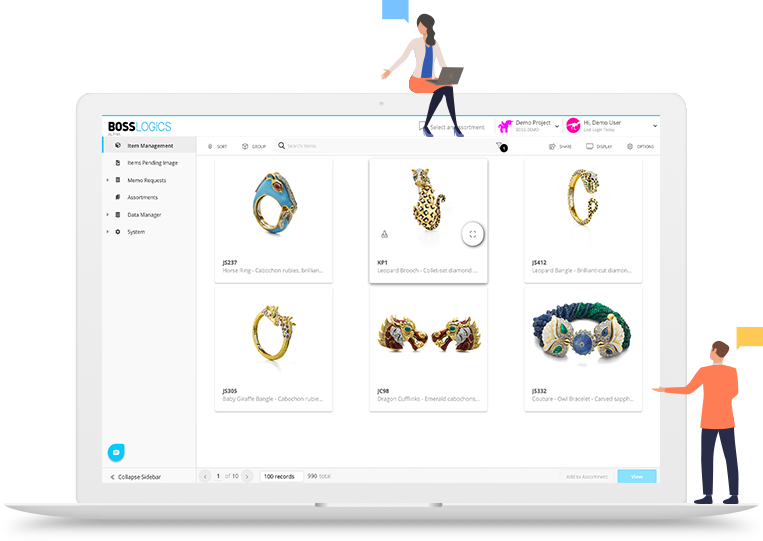 BOSSLOGICS
Select an assortment
Demo Project
BOSS DEMO
Hi, Demo User
Last Login Today
Item Management
Items Pending Image
Memo Requests
Assortments
Data Manager
System
SORT
GROUP
Search Items
SHARE
DISPLAY
OPTIONS
JS237
Horse Ring - Cabochon rubies, brillian...
KP1
Leopard Brooch - Collet-set diamond ...
JS412
Leopard Bangle - Brilliant-cut diamon...
JS305
Baby Giraffe Bangle - Cabochon rubie...
JC98
Dragon Cufflinks - Emerald cabochons...
JS332
Couture - Owl Bracelet - Carved sapph...
Collapse Sidebar
1 of 10
100 records
990 total
Add to Assortment
View